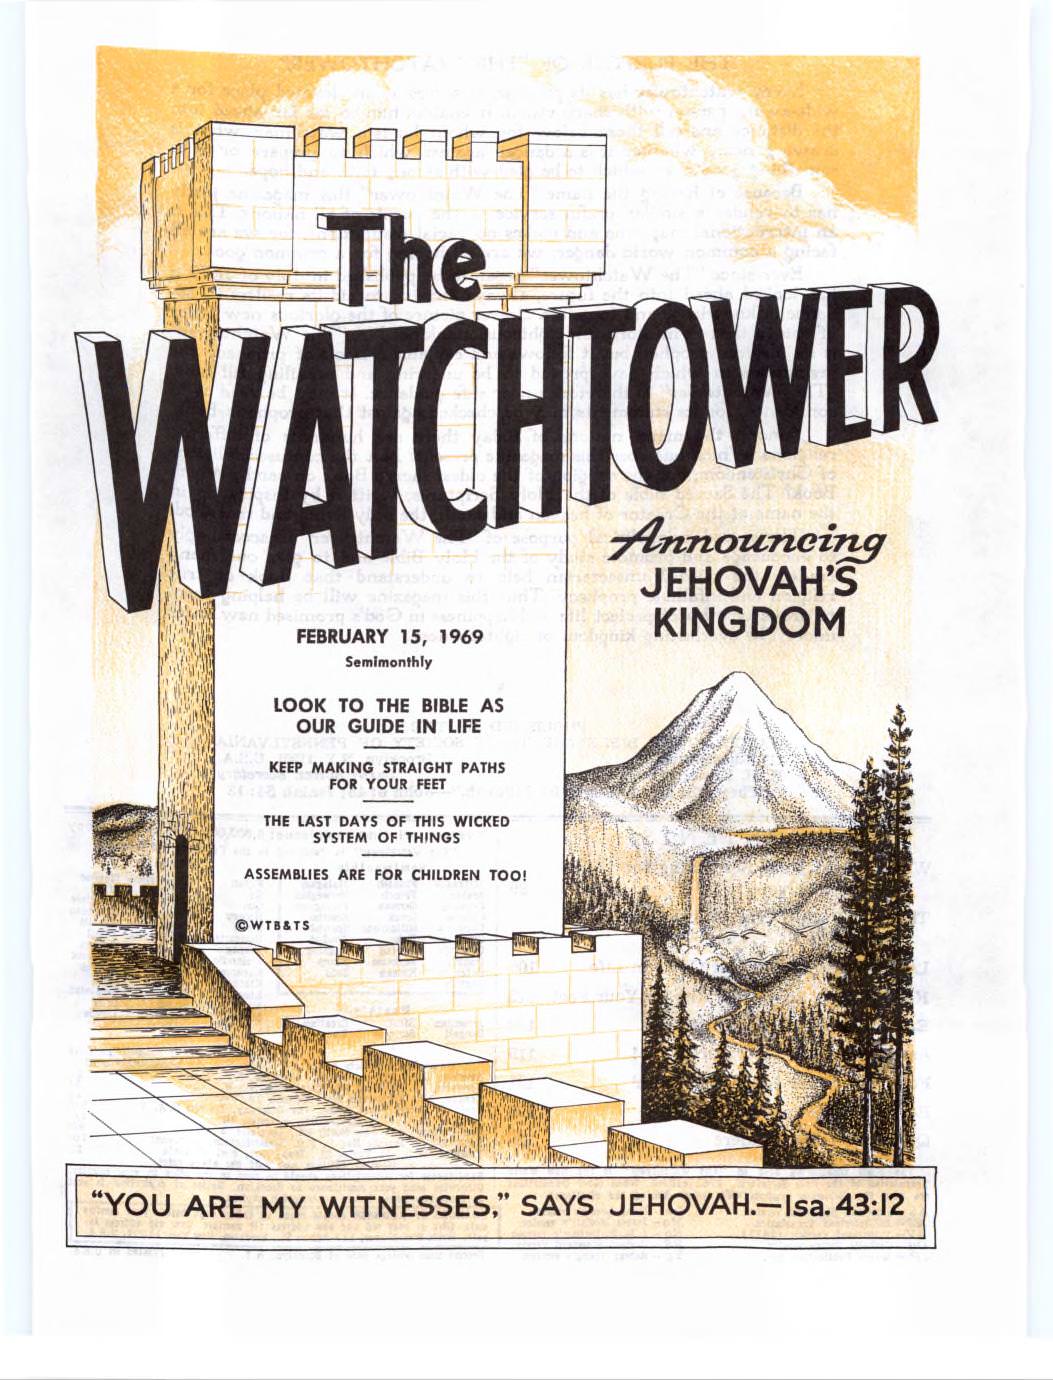 The
WATCHTOWER
Announcing
JEHOVAH'S
KINGDOM
FEBRUARY 15, 1969
Semimonthly
LOOK TO THE BIBLE AS
OUR GUIDE IN LIFE
KEEP MAKING STRAIGHT PATHS
FOR YOUR FEET
THE LAST DAYS OF THIS WICKED
SYSTEM OF THINGS
ASSEMBLIES ARE FOR CHILDREN TOO!
©WTB&TS
“YOU ARE MY WITNESSES,” SAYS JEHOVAH.—Isa. 43:12